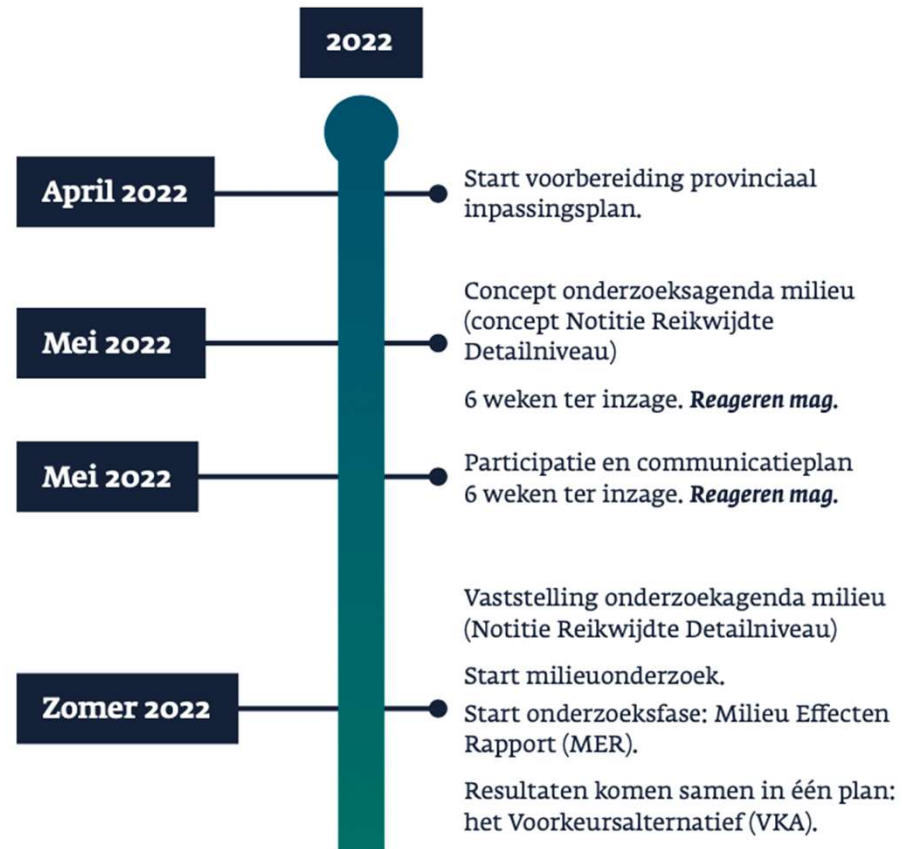 2022
April 2022
Start voorbereiding provinciaal
inpassingsplan.
Mei 2022
Concept onderzoeksagenda milieu
(concept Notitie Reikwijdte
Detailniveau)
6 weken ter inzage. Reageren mag.
Mei 2022
Participatie en communicatieplan
6 weken ter inzage. Reageren mag.
Zomer 2022
Vaststelling onderzoekagenda milieu
(Notitie Reikwijdte Detailniveau)
Start milieuonderzoek.
Start onderzoeksfase: Milieu Effecten
Rapport (MER).
Resultaten komen samen in één plan:
het Voorkeursalternatief (VKA).